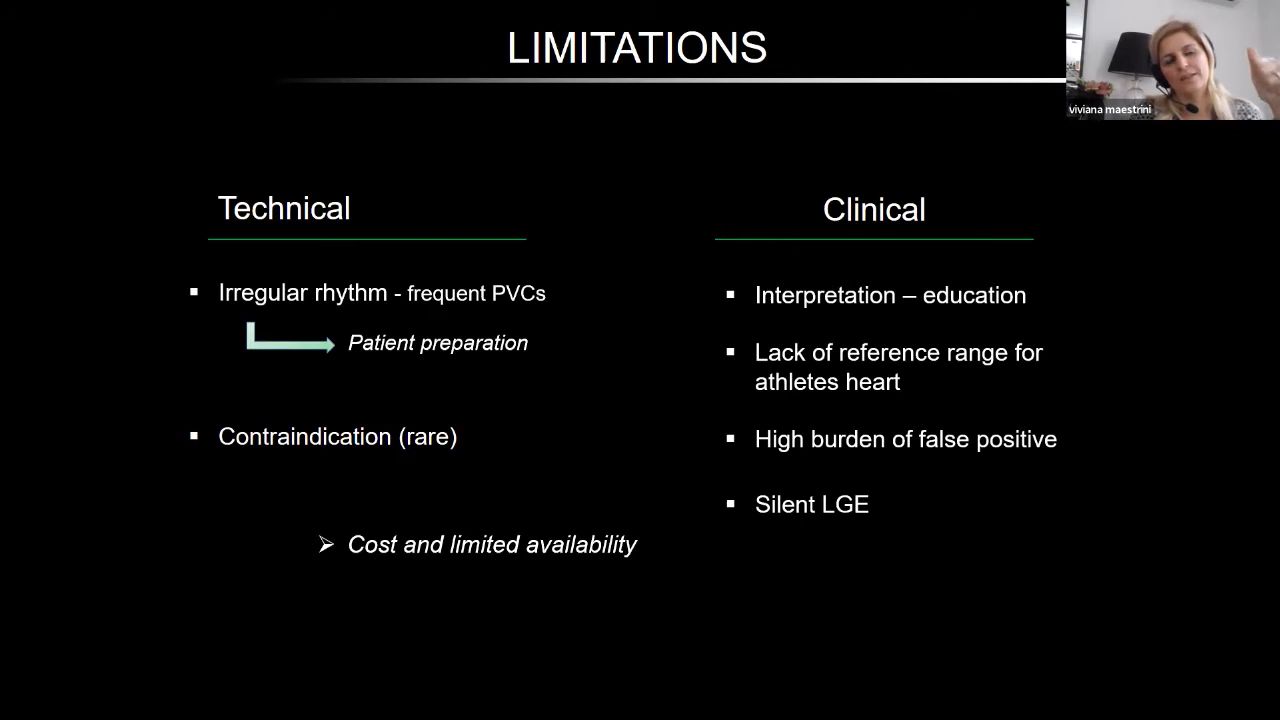 LIMITATIONS
viviana maestrini
Technical
▪ Irregular rhythm - frequent PVCs
Patient preparation
▪ Contraindication (rare)
➢ Cost and limited availability
Clinical
▪ Interpretation – education
▪ Lack of reference range for
athletes heart
▪ High burden of false positive
▪ Silent LGE